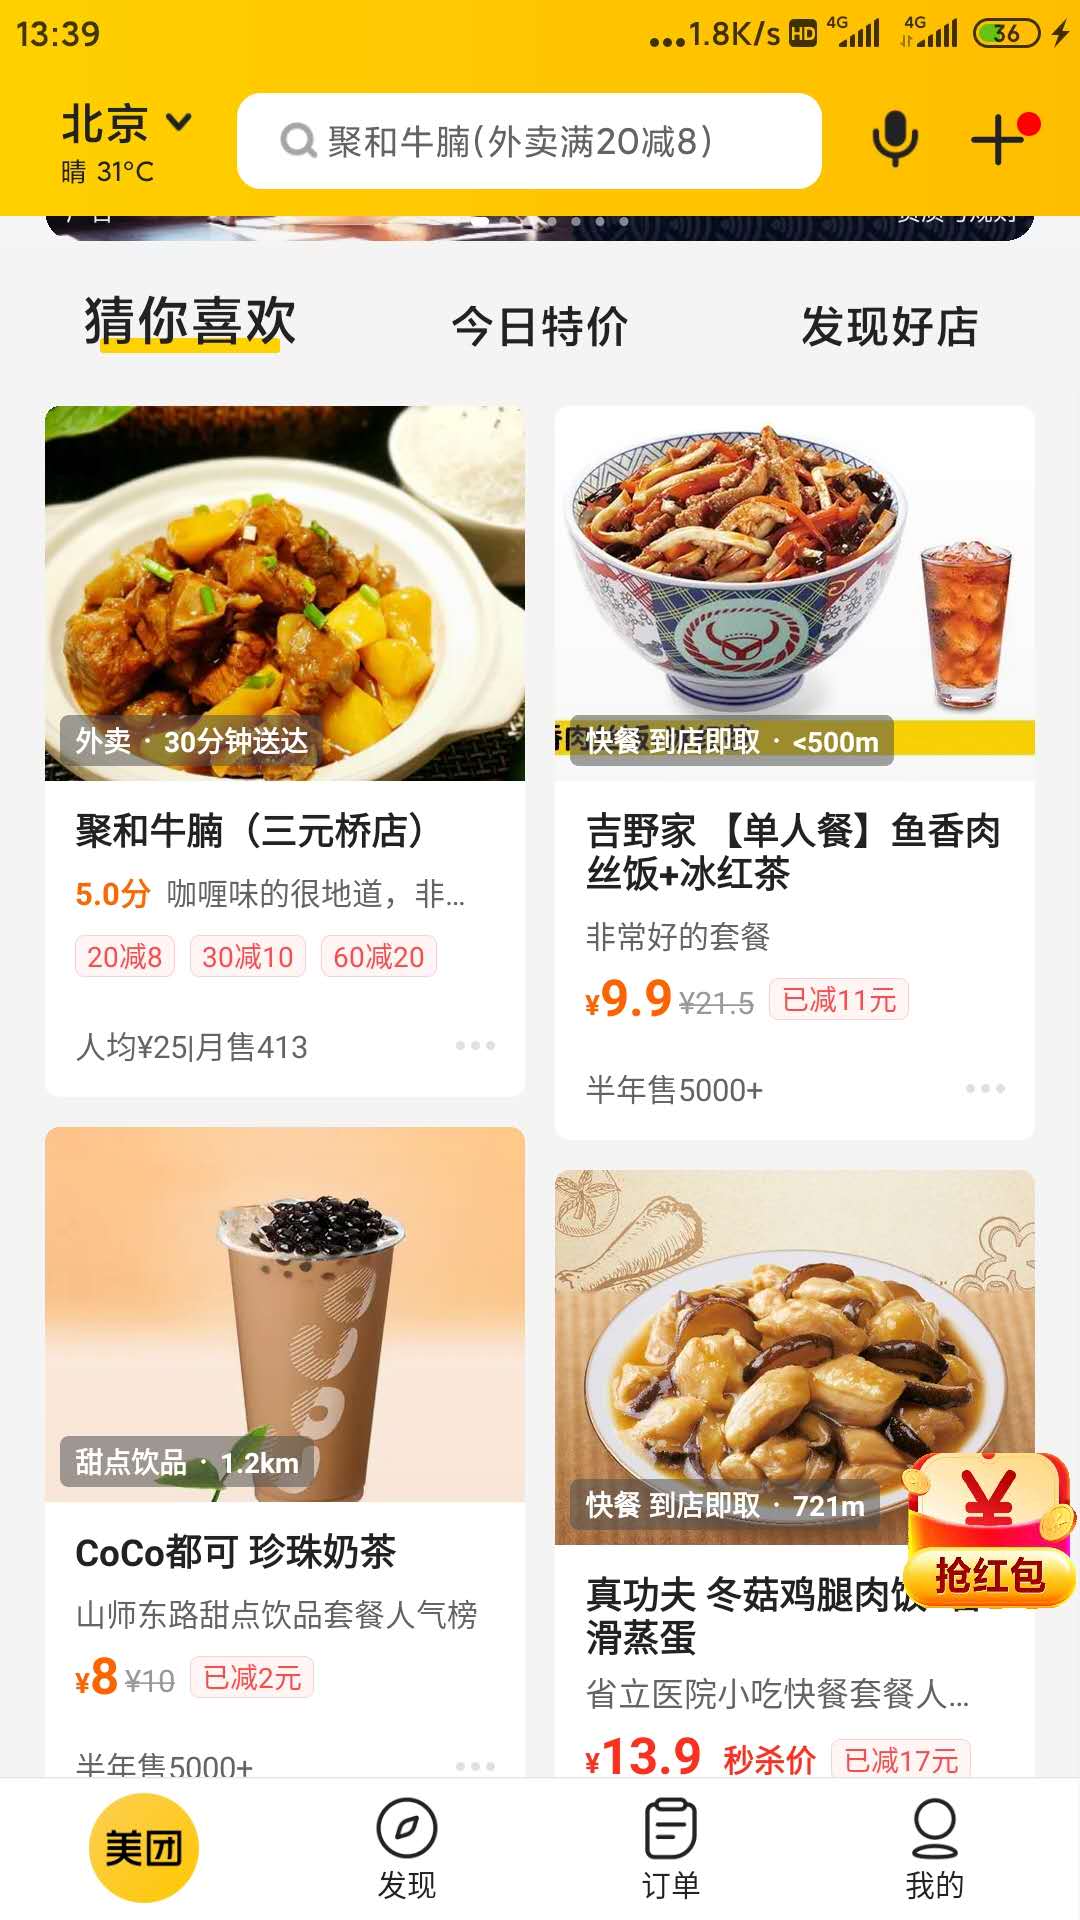 13:39
...1.8K/s HD 4G 4G 36
北京
晴 31°C
聚和牛腩(外卖满20减8)
猜你喜欢
今日特价
发现好店
外卖 · 30分钟送达
聚和牛腩（三元桥店）
5.0分 咖喱味的很地道，非...
20减8 30减10 60减20
人均¥25|月售413
快餐 到店即取 · <500m
吉野家 【单人餐】鱼香肉
丝饭+冰红茶
非常好的套餐
¥9.9 ¥21.5 已减11元
半年售5000+
甜点饮品 · 1.2km
CoCo都可 珍珠奶茶
山师东路甜点饮品套餐人气榜
¥8 ¥10 已减2元
半年售5000+
快餐 到店即取 · 721m
抢红包
真功夫 冬菇鸡腿肉饭
滑蒸蛋
省立医院小吃快餐套餐人...
¥13.9 秒杀价 已减17元
美团
发现
订单
我的